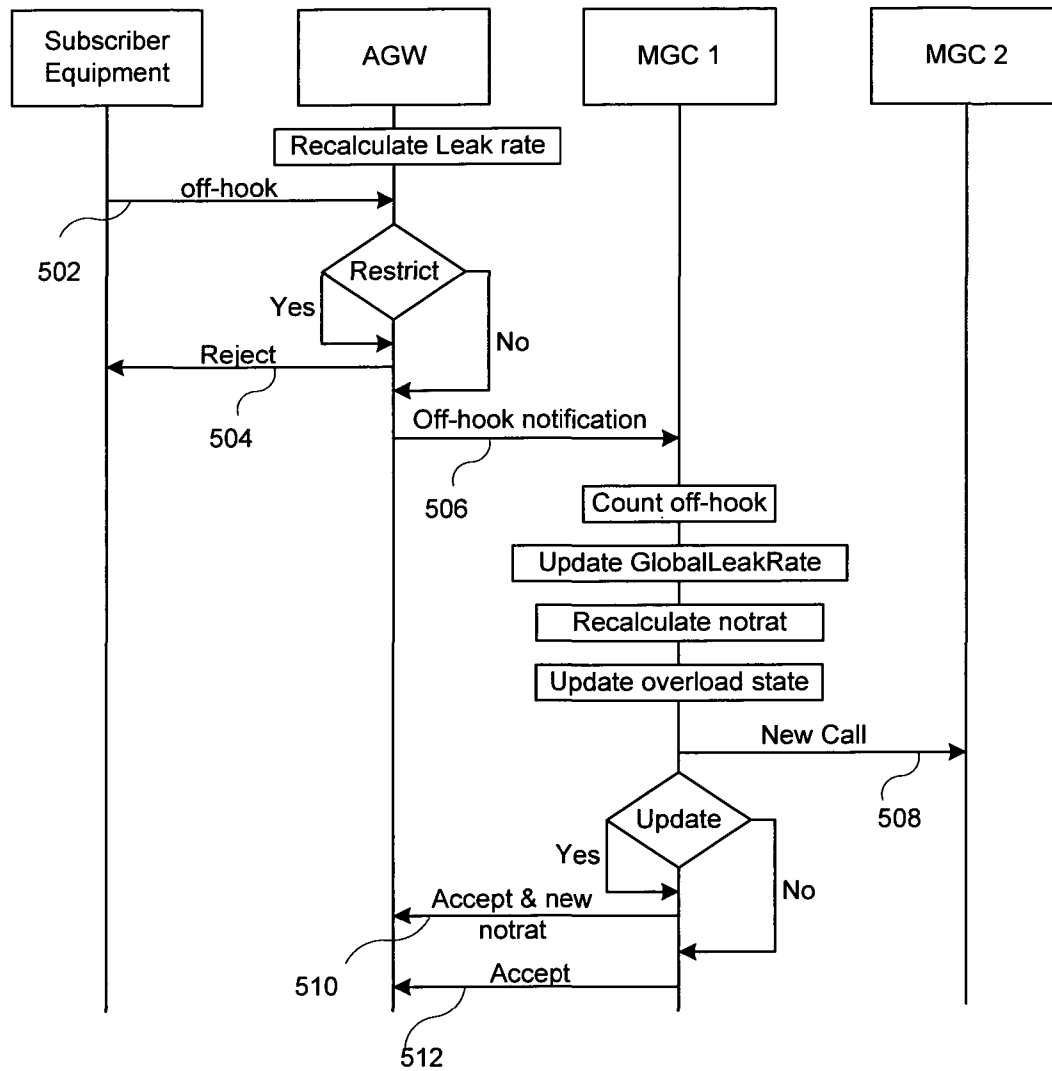 Subscriber
Equipment
AGW
MGC 1
MGC 2
Recalculate Leak rate
off-hook
502
Restrict
Yes
No
Reject
504
Off-hook notification
506
Count off-hook
Update GlobalLeakRate
Recalculate notrat
Update overload state
New Call
508
Update
Yes
No
Accept & new
notrat
510
Accept
512